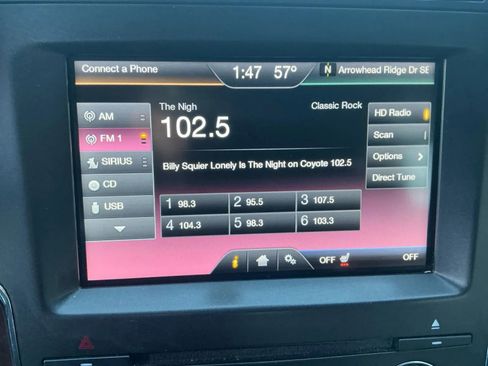 Connect a Phone
1:47 57° N Arrowhead Ridge Dr SE
AM
FM 1
SIRIUS
CD
USB
The Nigh Classic Rock
102.5
Billy Squier Lonely Is The Night on Coyote 102.5
1 98.3 2 95.5 3 107.5
4 104.3 5 98.3 6 103.3
HD Radio
Scan
Options
Direct Tune
OFF OFF